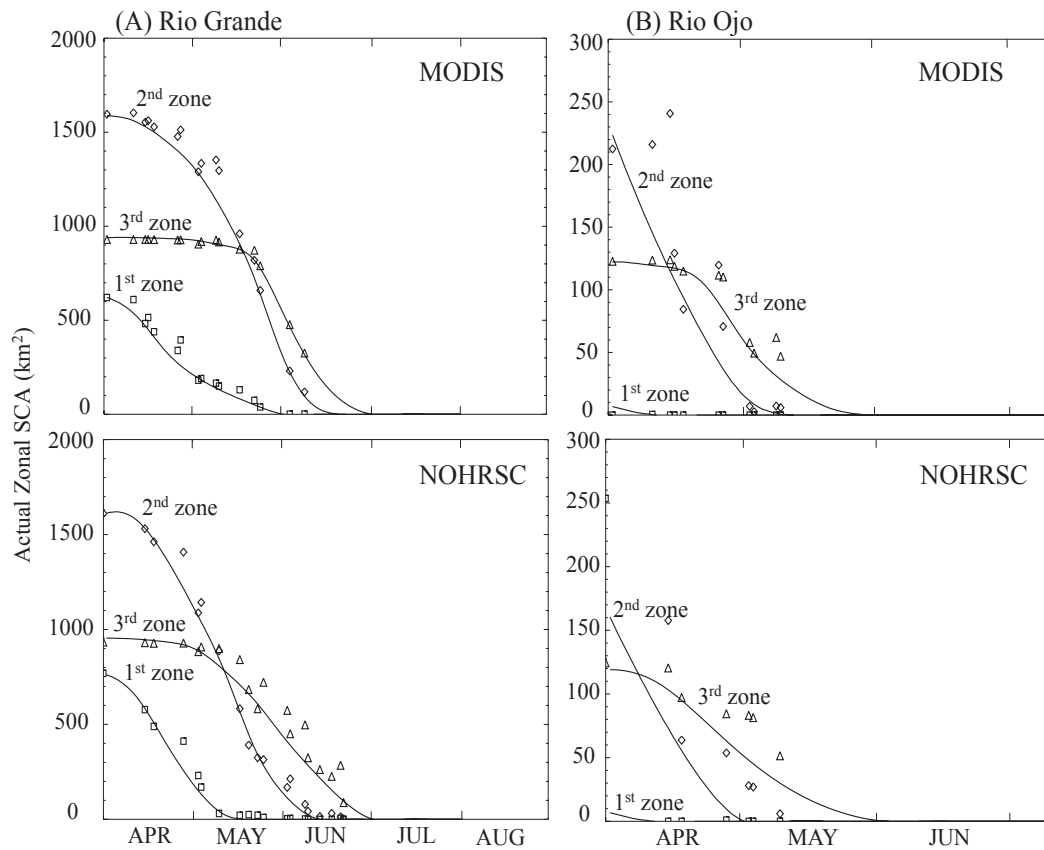 (A) Rio Grande
(B) Rio Ojo
Actual Zonal SCA (km²)
2000
1500
1000
500
0
MODIS
2nd zone
3rd zone
1st zone
300
250
200
150
100
50
0
MODIS
2nd zone
3rd zone
1st zone
2000
1500
1000
500
0
NOHRSC
2nd zone
3rd zone
1st zone
APR MAY JUN JUL AUG
300
250
200
150
100
50
0
NOHRSC
2nd zone
3rd zone
1st zone
APR MAY JUN